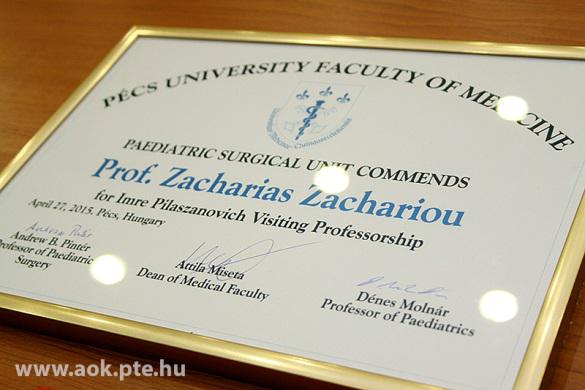 PÉCS UNIVERSITY FACULTY OF MEDICINE
PAEDIATRIC SURGICAL UNIT COMMENDS
Prof. Zacharias Zachariou
for Imre Pilaszanovich Visiting Professorship
April 27, 2015, Pécs, Hungary
Andrew B. Pintér
Professor of Paediatric
Surgery
Attila Miseta
Dean of Medical Faculty
Dénes Molnár
Professor of Paediatrics
www.aok.pte.hu